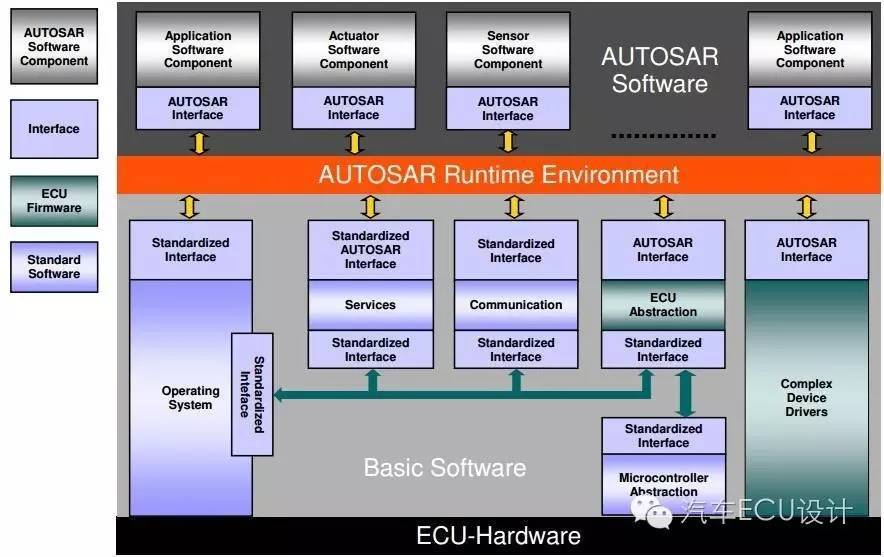 AUTOSAR
Software
Component
Interface
ECU
Firmware
Standard
Software
Application
Software
Component
AUTOSAR
Interface
Actuator
Software
Component
AUTOSAR
Interface
Sensor
Software
Component
AUTOSAR
Interface
AUTOSAR
Software
..............
Application
Software
Component
AUTOSAR
Interface
AUTOSAR Runtime Environment
Standardized
Interface
Operating
System
Standardized
Inteface
Standardized
AUTOSAR
Interface
Services
Standardized
Interface
Standardized
Interface
Communication
Standardized
Interface
AUTOSAR
Interface
ECU
Abstraction
Standardized
Interface
Standardized
Interface
Microcontroller
Abstraction
AUTOSAR
Interface
Complex
Device
Drivers
Basic Software
汽车ECU设计
ECU-Hardware